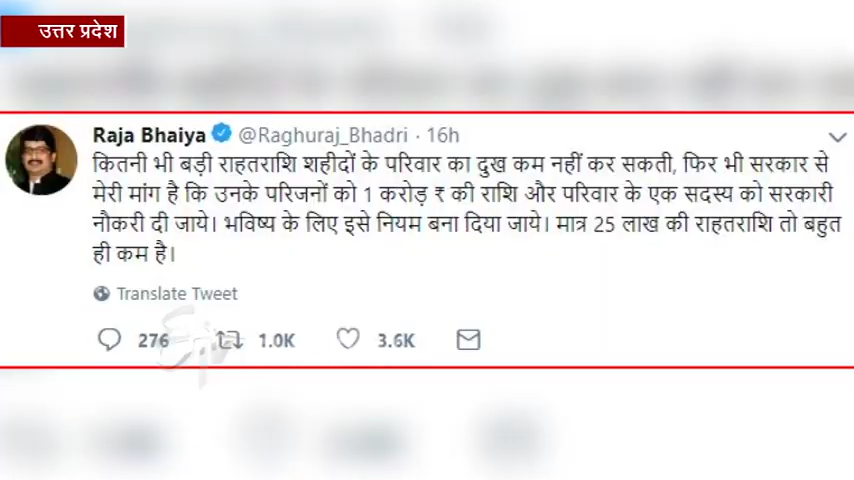 उत्तर प्रदेश
Raja Bhaiya @Raghuraj_Bhadri · 16h
कितनी भी बड़ी राहतराशि शहीदों के परिवार का दुख कम नहीं कर सकती, फिर भी सरकार से
मेरी मांग है कि उनके परिजनों को 1 करोड़ ₹ की राशि और परिवार के एक सदस्य को सरकारी
नौकरी दी जाये। भविष्य के लिए इसे नियम बना दिया जाये। मात्र 25 लाख की राहतराशि तो बहुत
ही कम है।
Translate Tweet
276 1.0K 3.6K